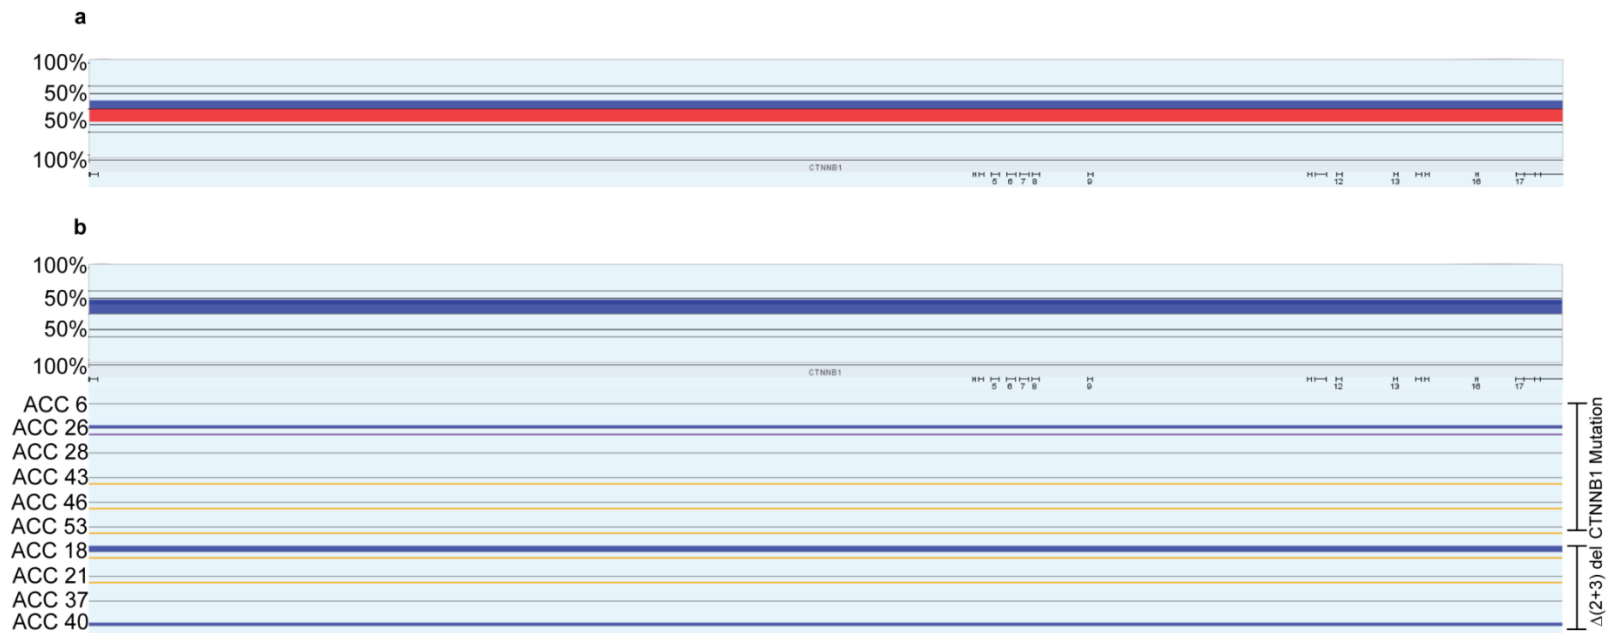 a
100%
50%
50%
100%
CTNNB1
5 6 7 8 9 12 13 16 17
b
100%
50%
50%
100%
CTNNB1
5 6 7 8 9 12 13 16 17
ACC 6
ACC 26
ACC 28
ACC 43
ACC 46
ACC 53
ACC 18
ACC 21
ACC 37
ACC 40
CTNNB1 Mutation
Δ(2+3) del